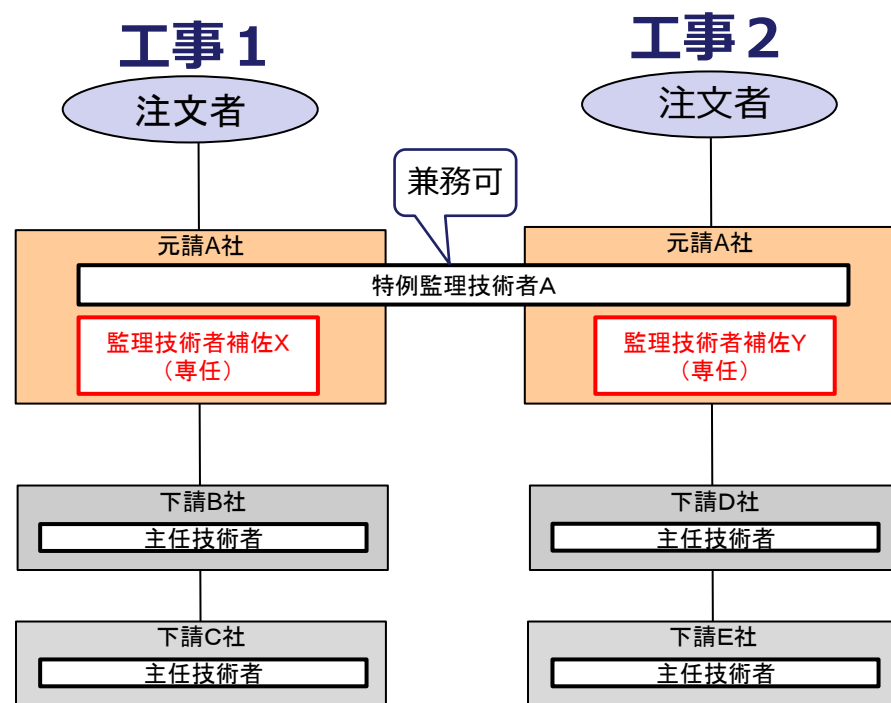 工事１
工事２
注文者
注文者
兼務可
元請A社
元請A社
特例監理技術者A
監理技術者補佐X
（専任）
監理技術者補佐Y
（専任）
下請B社
主任技術者
下請D社
主任技術者
下請C社
主任技術者
下請E社
主任技術者